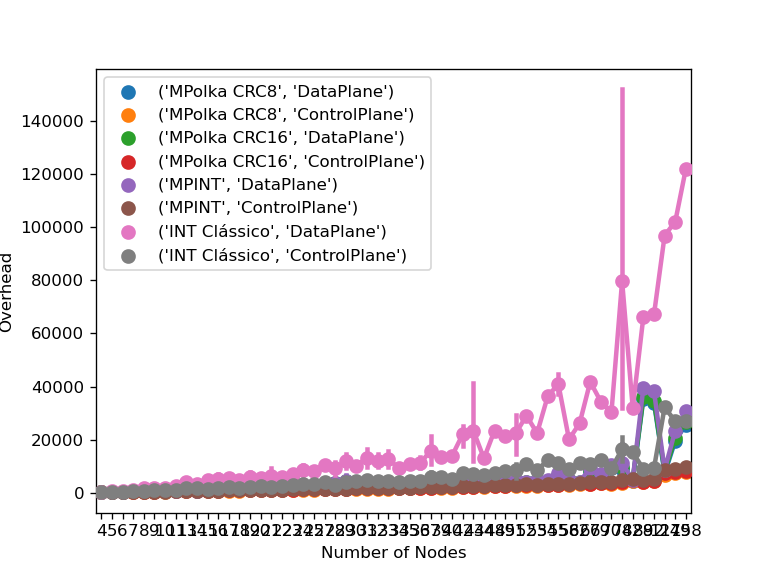 ('MPolka CRC8', 'DataPlane')
('MPolka CRC8', 'ControlPlane')
('MPolka CRC16', 'DataPlane')
('MPolka CRC16', 'ControlPlane')
('MPINT', 'DataPlane')
('MPINT', 'ControlPlane')
('INT Clássico', 'DataPlane')
('INT Clássico', 'ControlPlane')
140000
120000
100000
80000
60000
40000
20000
0
Overhead
Number of Nodes